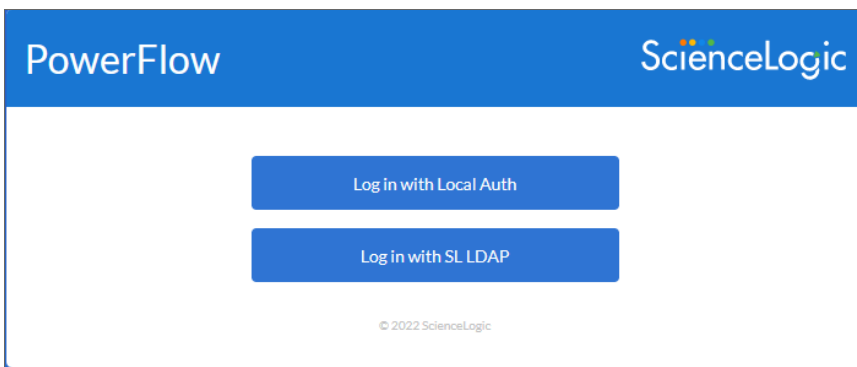 PowerFlow
ScienceLogic
Log in with Local Auth
Log in with SL LDAP
© 2022 ScienceLogic